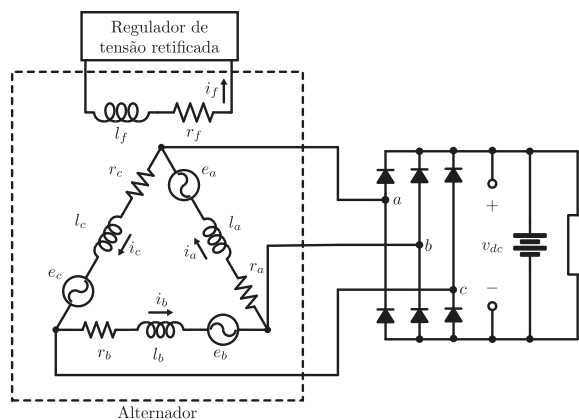 Regulador de
tensão retificada
i_f
l_f
r_f
r_c
e_a
l_c
l_a
a
i_c
i_a
b
v_dc
+
e_c
r_a
i_b
c
−
r_b
l_b
e_b
Alternador